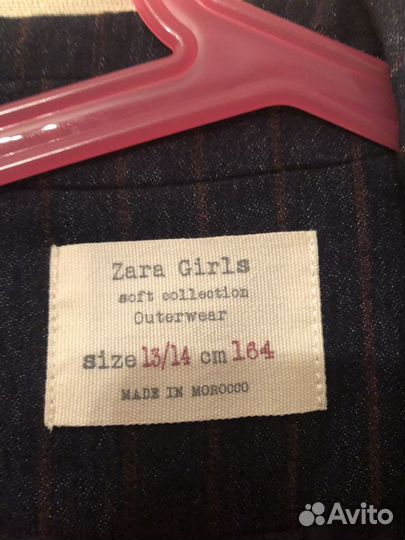 Zara Girls
soft collection
Outerwear
size 13/14 cm 164
MADE IN MOROCCO
Avito